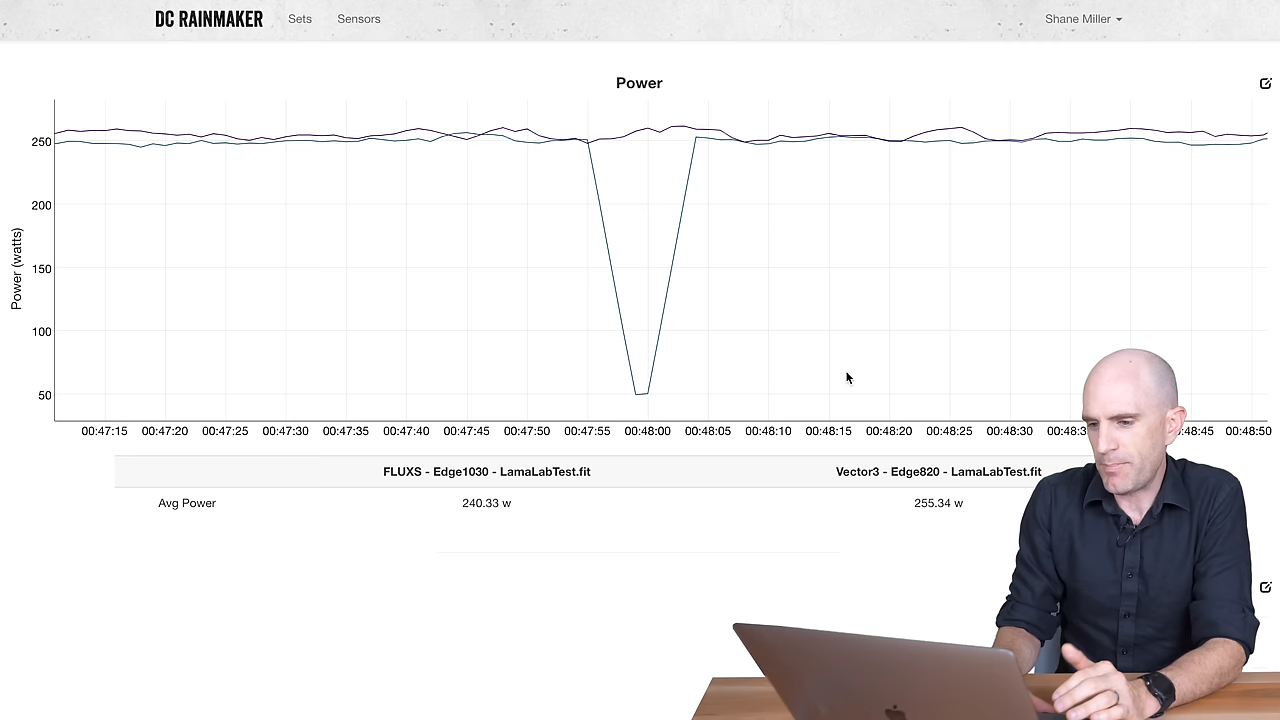 DC RAINMAKER Sets Sensors Shane Miller
Power
250
200
150
100
50
Power (watts)
00:47:15 00:47:20 00:47:25 00:47:30 00:47:35 00:47:40 00:47:45 00:47:50 00:47:55 00:48:00 00:48:05 00:48:10 00:48:15 00:48:20 00:48:25 00:48:30 :48:45 00:48:50
FLUXS - Edge1030 - LamaLabTest.fit Vector3 - Edge820 - LamaLabTest.fit
Avg Power 240.33 w 255.34 w